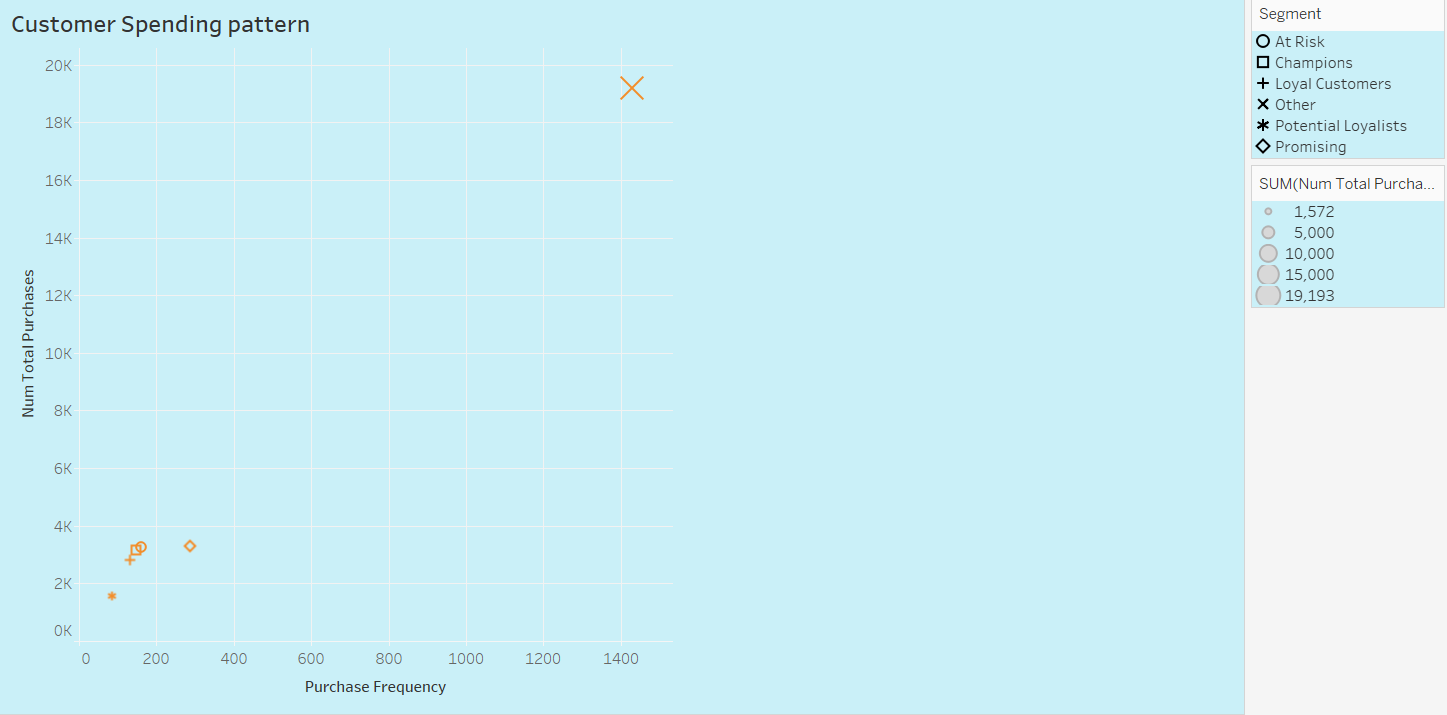 Customer Spending pattern
20K
18K
16K
14K
12K
10K
8K
6K
4K
2K
0K
Num Total Purchases
0 200 400 600 800 1000 1200 1400
Purchase Frequency
Segment
At Risk
Champions
Loyal Customers
Other
Potential Loyalists
Promising
SUM(Num Total Purcha...
1,572
5,000
10,000
15,000
19,193